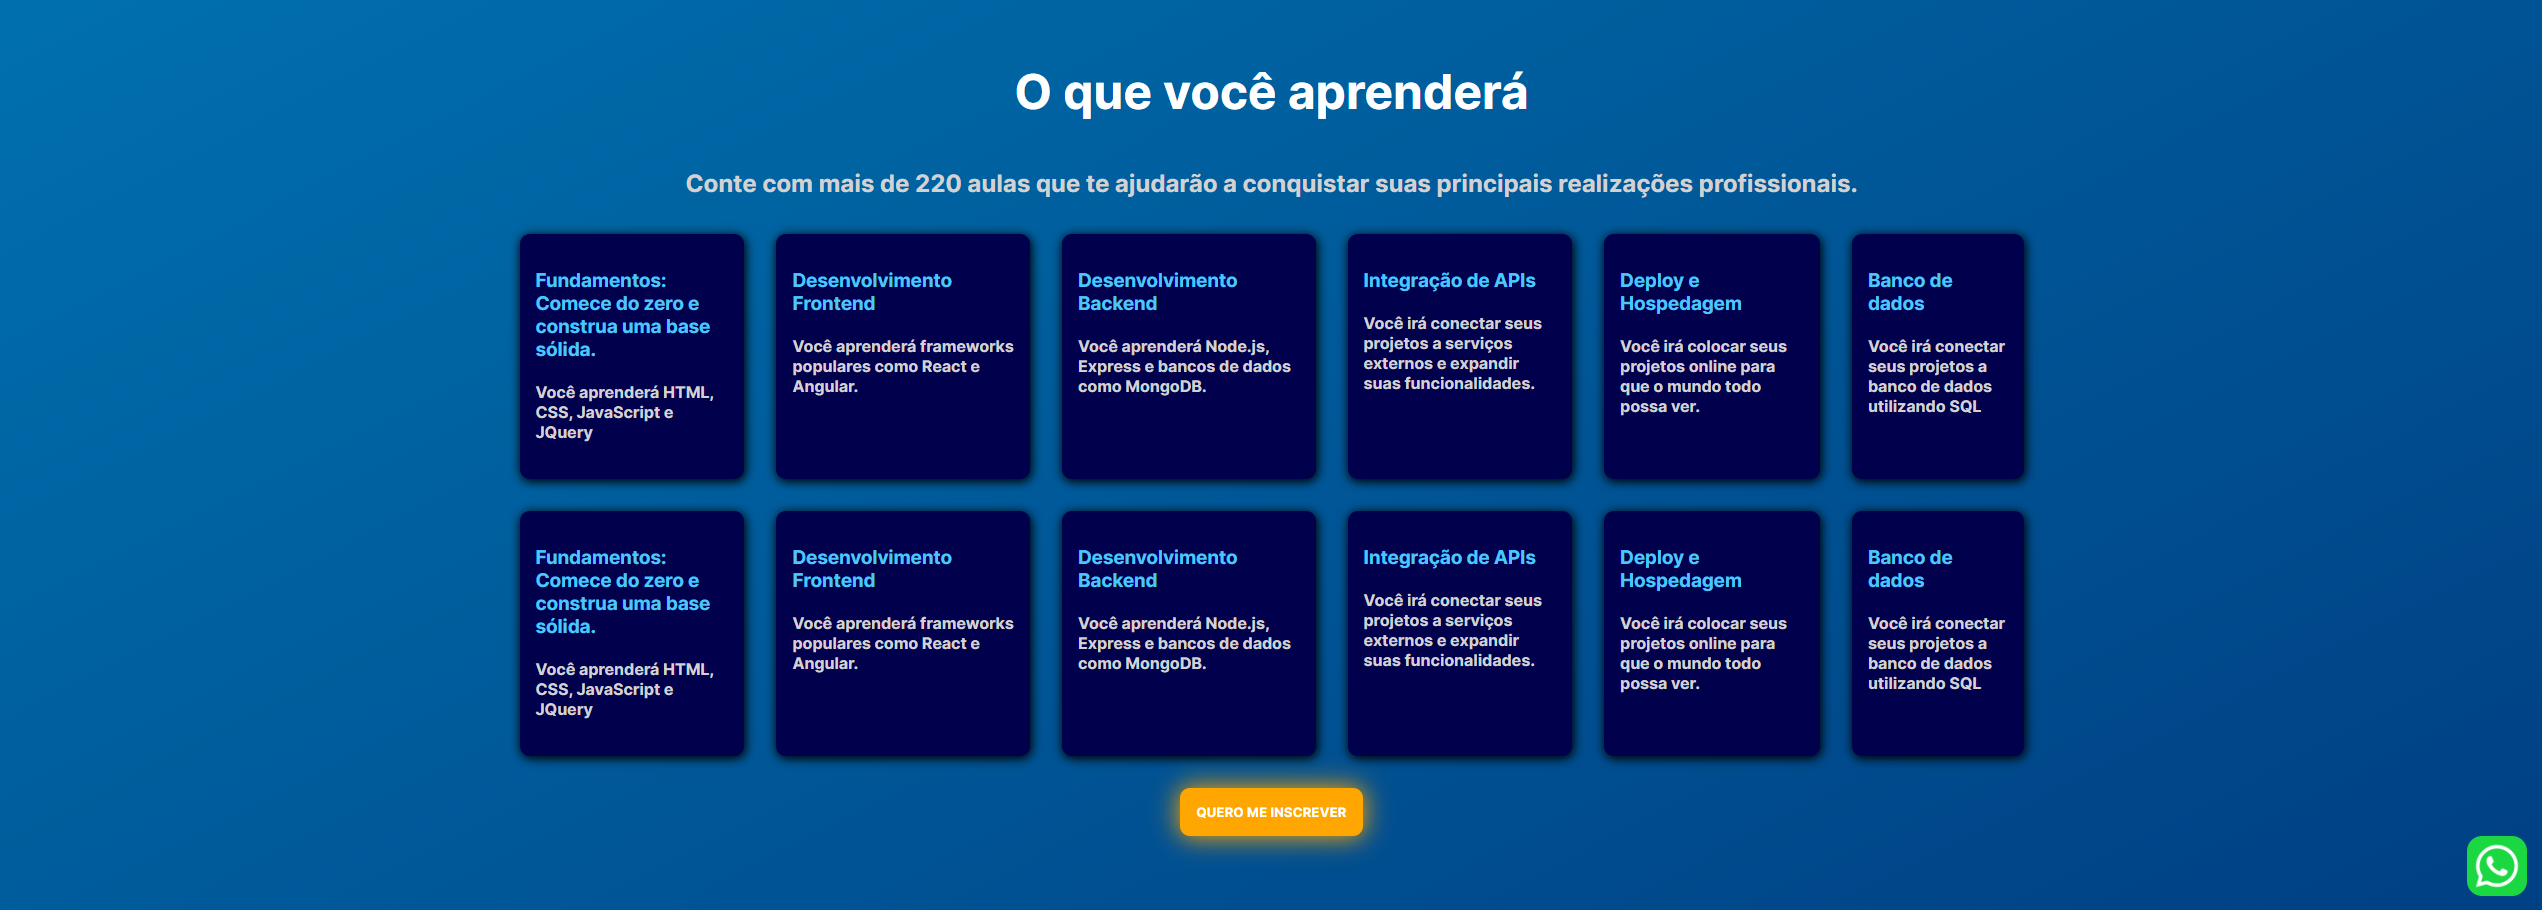 O que você aprenderá
Conte com mais de 220 aulas que te ajudarão a conquistar suas principais realizações profissionais.
Fundamentos:
Comece do zero e
construa uma base
sólida.
Você aprenderá HTML,
CSS, JavaScript e
JQuery
Desenvolvimento
Frontend
Você aprenderá frameworks
populares como React e
Angular.
Desenvolvimento
Backend
Você aprenderá Node.js,
Express e bancos de dados
como MongoDB.
Integração de APIs
Você irá conectar seus
projetos a serviços
externos e expandir
suas funcionalidades.
Deploy e
Hospedagem
Você irá colocar seus
projetos online para
que o mundo todo
possa ver.
Banco de
dados
Você irá conectar
seus projetos a
banco de dados
utilizando SQL
Fundamentos:
Comece do zero e
construa uma base
sólida.
Você aprenderá HTML,
CSS, JavaScript e
JQuery
Desenvolvimento
Frontend
Você aprenderá frameworks
populares como React e
Angular.
Desenvolvimento
Backend
Você aprenderá Node.js,
Express e bancos de dados
como MongoDB.
Integração de APIs
Você irá conectar seus
projetos a serviços
externos e expandir
suas funcionalidades.
Deploy e
Hospedagem
Você irá colocar seus
projetos online para
que o mundo todo
possa ver.
Banco de
dados
Você irá conectar
seus projetos a
banco de dados
utilizando SQL
QUERO ME INSCREVER